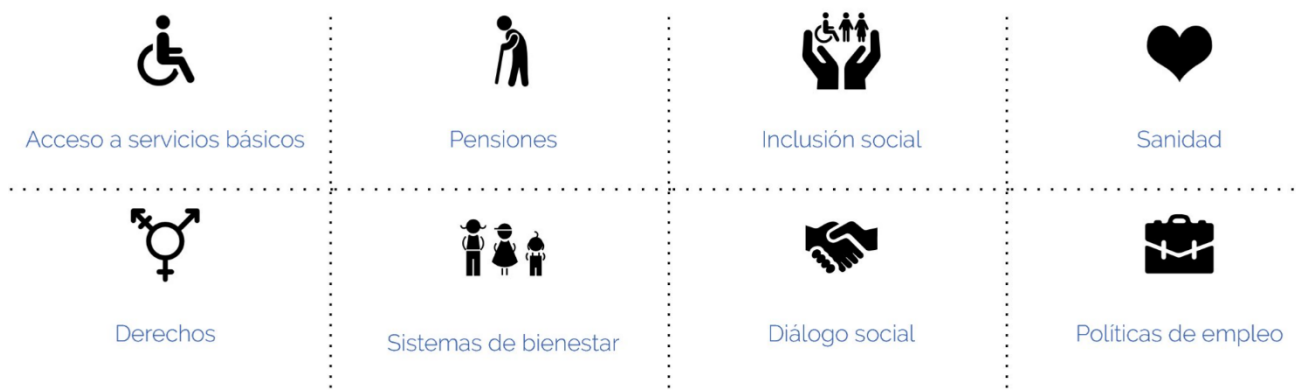 Acceso a servicios básicos
Pensiones
Inclusión social
Sanidad
Derechos
Sistemas de bienestar
Diálogo social
Políticas de empleo